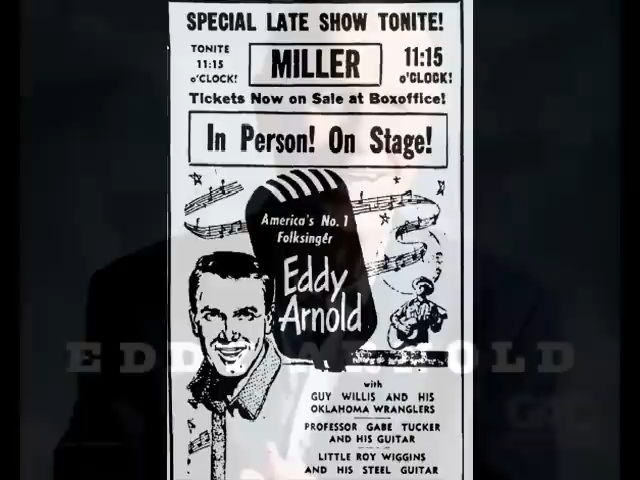 SPECIAL LATE SHOW TONITE!
TONITE
11:15
o'CLOCK!
MILLER
11:15
o'CLOCK!
Tickets Now on Sale at Boxoffice!
In Person! On Stage!
America's No. 1
Folksinger
Eddy
Arnold
with
GUY WILLIS AND HIS
OKLAHOMA WRANGLERS
PROFESSOR GABE TUCKER
AND HIS GUITAR
LITTLE ROY WIGGINS
AND HIS STEEL GUITAR